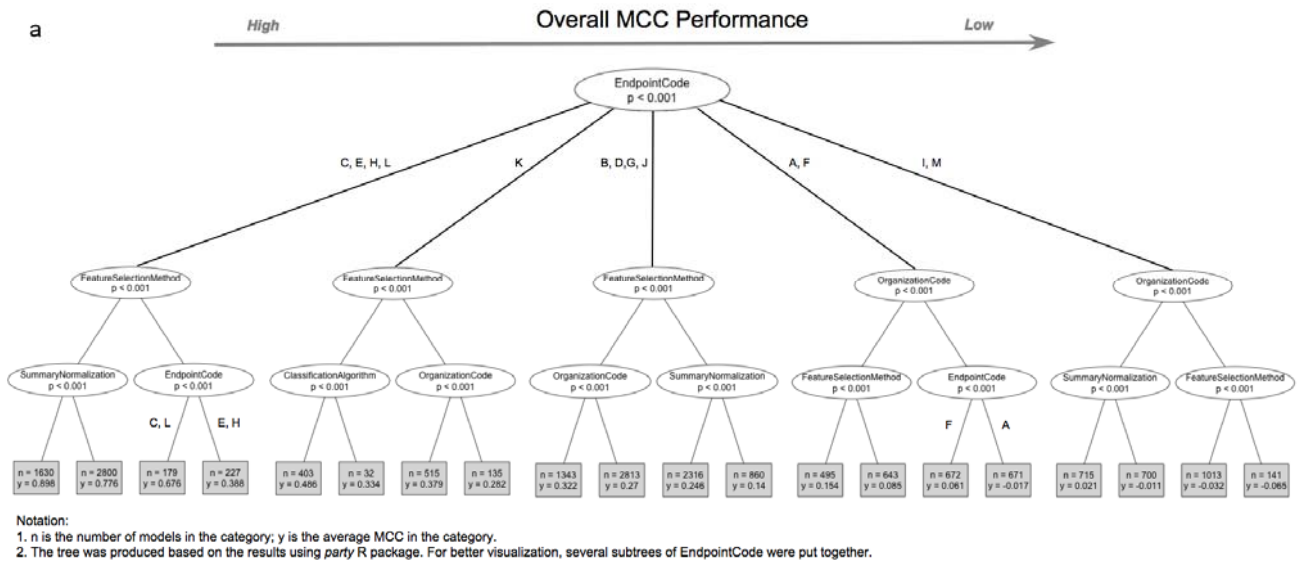 a
High
Overall MCC Performance
Low
EndpointCode
p < 0.001
C, E, H, L
K
B, D,G, J
A, F
I, M
FeatureSelectionMethod
p < 0.001
FeatureSelectionMethod
p < 0.001
FeatureSelectionMethod
p < 0.001
OrganizationCode
p < 0.001
OrganizationCode
p < 0.001
SummaryNormalization
p < 0.001
EndpointCode
p < 0.001
ClassificationAlgorithm
p < 0.001
OrganizationCode
p < 0.001
OrganizationCode
p < 0.001
SummaryNormalization
p < 0.001
FeatureSelectionMethod
p < 0.001
EndpointCode
p < 0.001
SummaryNormalization
p < 0.001
FeatureSelectionMethod
p < 0.001
C, L
E, H
F
A
n = 1630
y = 0.898
n = 2800
y = 0.776
n = 179
y = 0.676
n = 227
y = 0.388
n = 403
y = 0.486
n = 32
y = 0.334
n = 515
y = 0.379
n = 135
y = 0.282
n = 1343
y = 0.322
n = 2813
y = 0.27
n = 2316
y = 0.246
n = 860
y = 0.14
n = 495
y = 0.154
n = 643
y = 0.085
n = 672
y = 0.061
n = 671
y = -0.017
n = 715
y = 0.021
n = 700
y = -0.011
n = 1013
y = -0.032
n = 141
y = -0.065
Notation:
1. n is the number of models in the category; y is the average MCC in the category.
2. The tree was produced based on the results using party R package. For better visualization, several subtrees of EndpointCode were put together.